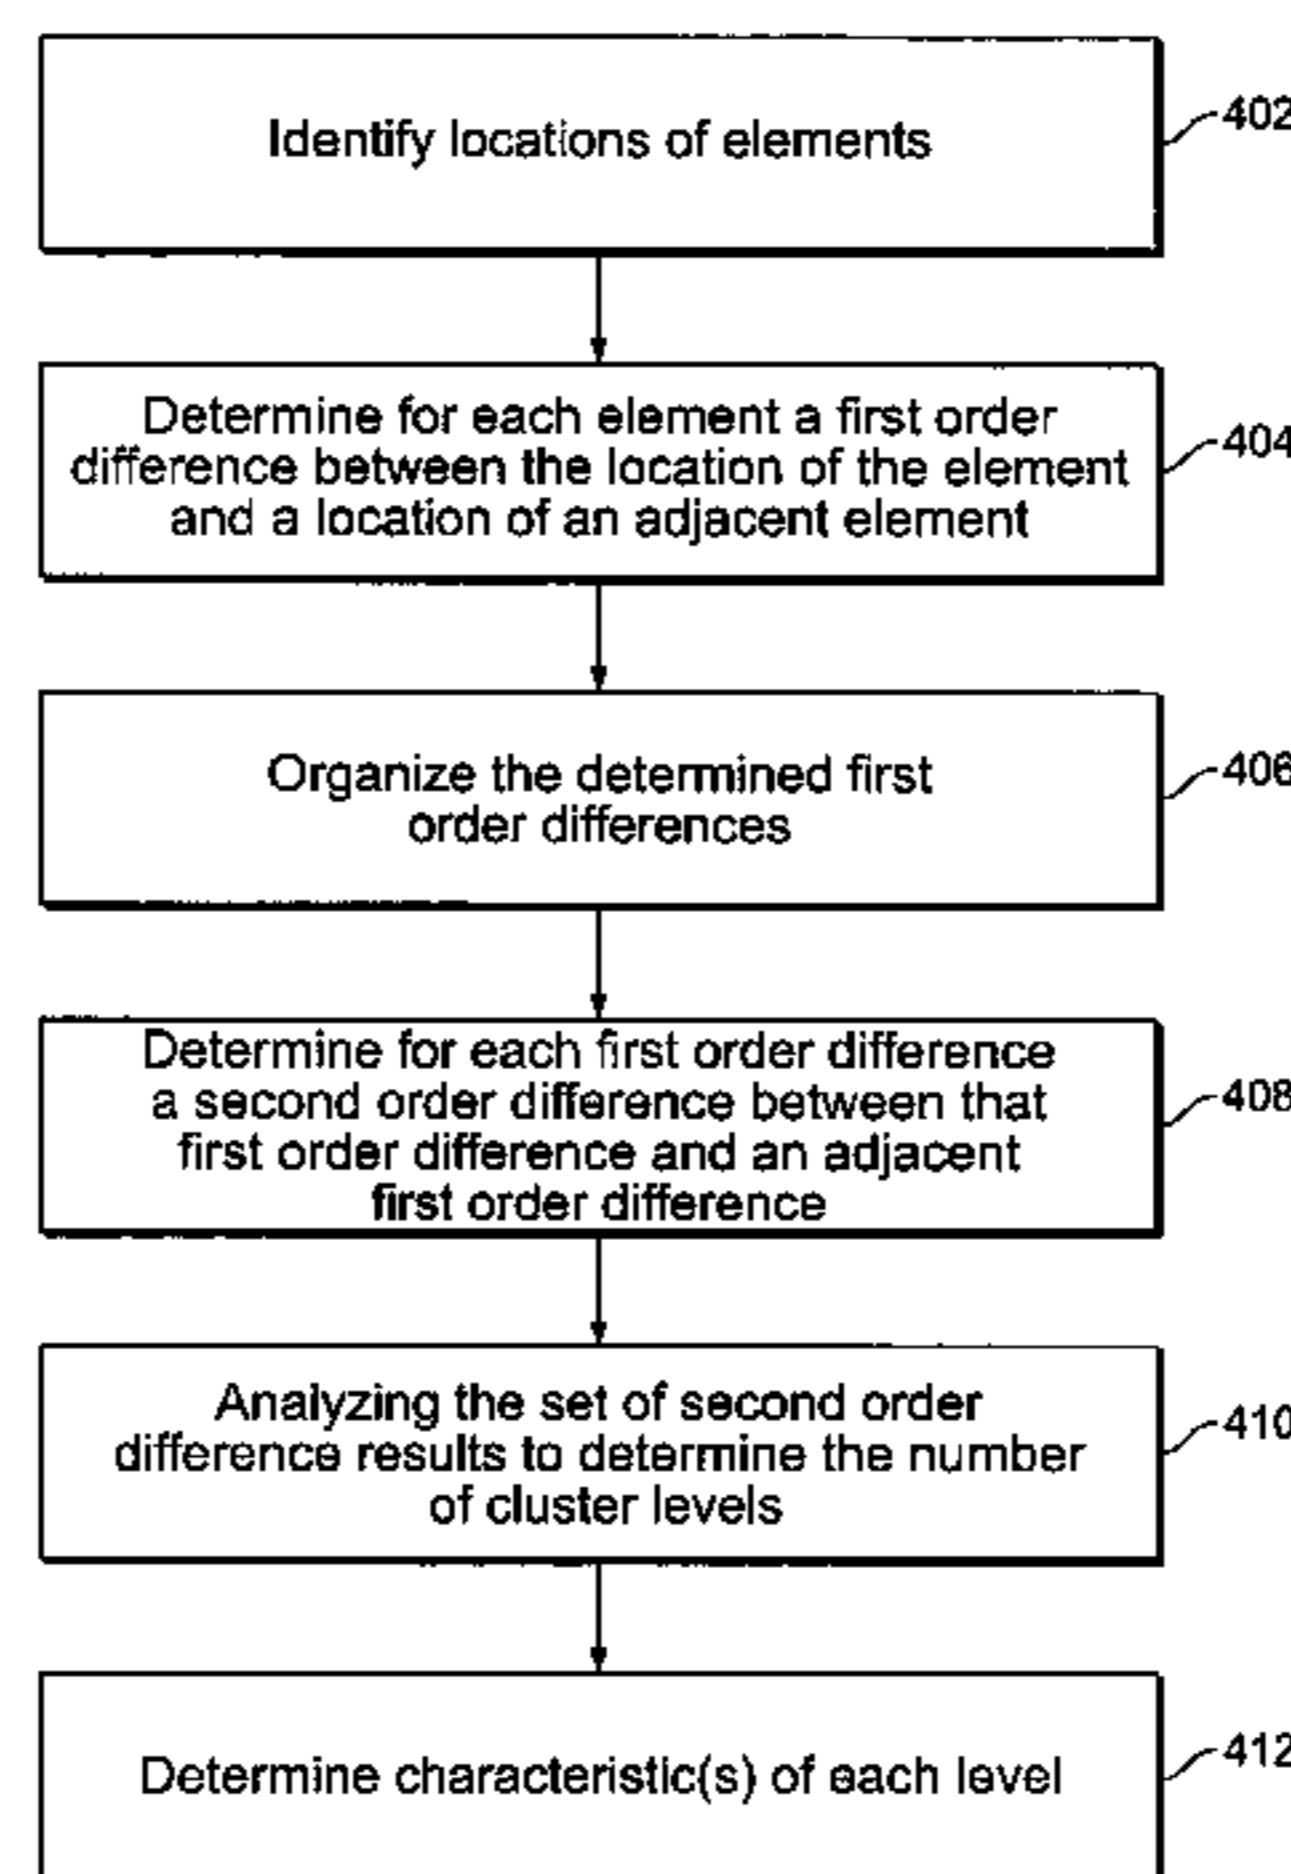 Identify locations of elements
402
Determine for each element a first order
difference between the location of the element
and a location of an adjacent element
404
Organize the determined first
order differences
406
Determine for each first order difference
a second order difference between that
first order difference and an adjacent
first order difference
408
Analyzing the set of second order
difference results to determine the number
of cluster levels
410
Determine characteristic(s) of each level
412